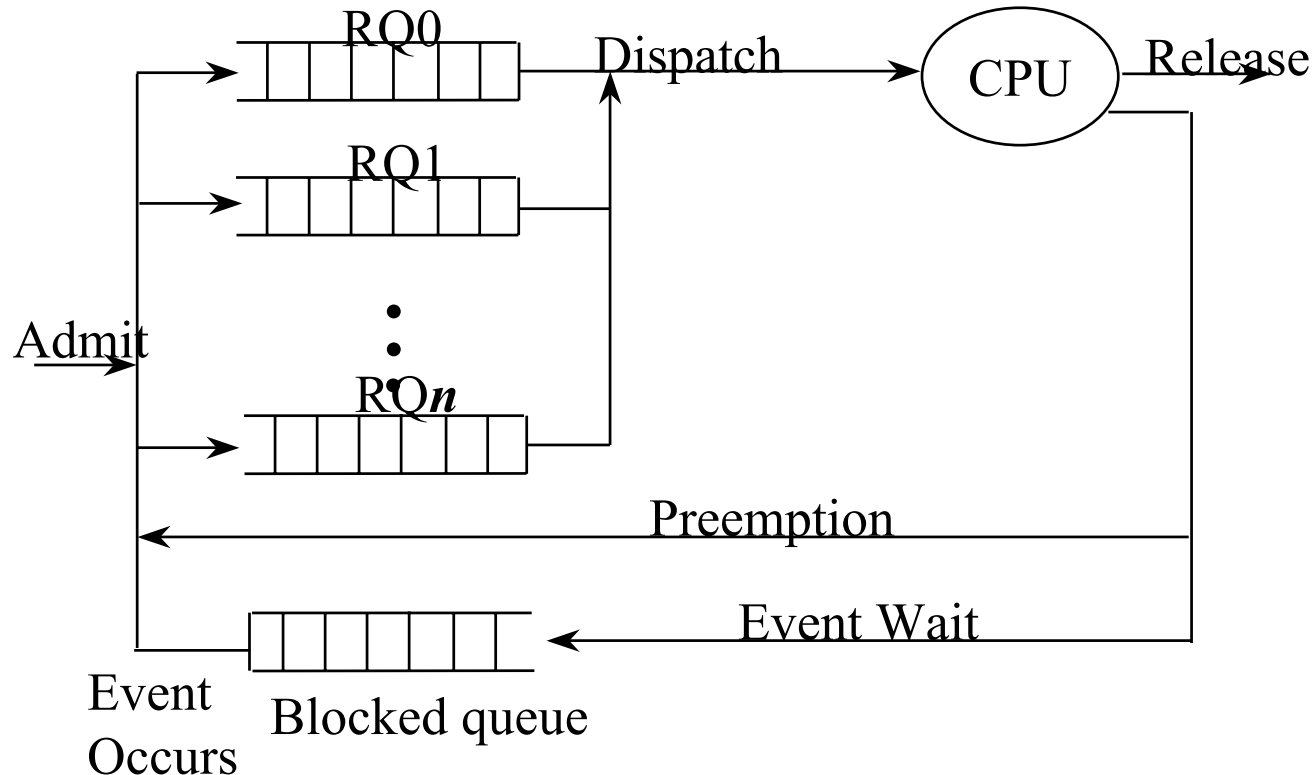 RQ0
Dispatch
CPU
Release
RQ1
Admit
RQn
Preemption
Event Wait
Event
Occurs
Blocked queue